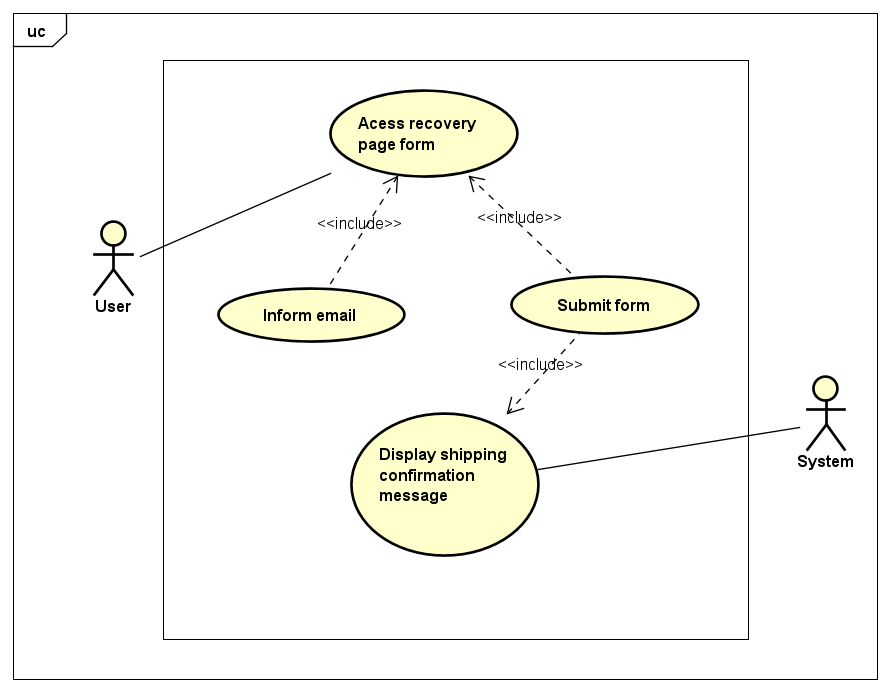 uc
Acess recovery
page form
<<include>>
<<include>>
User
Inform email
Submit form
<<include>>
Display shipping
confirmation
message
System